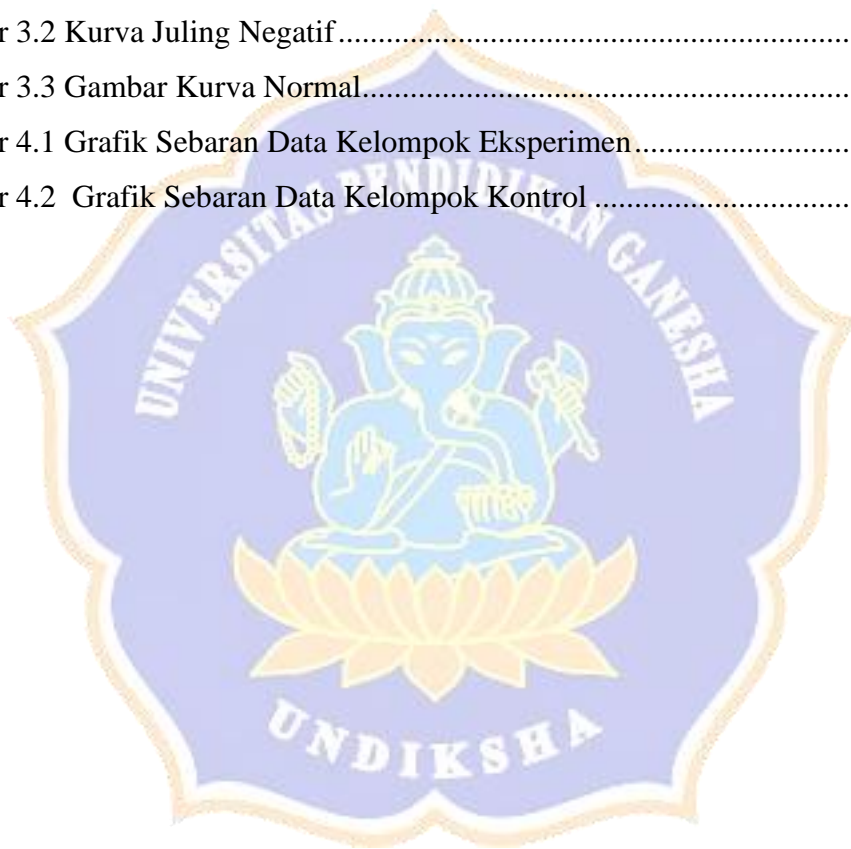 r 3.2 Kurva Juling Negatif................................................................
r 3.3 Gambar Kurva Normal.............................................................
r 4.1 Grafik Sebaran Data Kelompok Eksperimen...........................
r 4.2  Grafik Sebaran Data Kelompok Kontrol ................................
UNIVERSITAS PENDIDIKAN GANESHA
UNDIKSHA